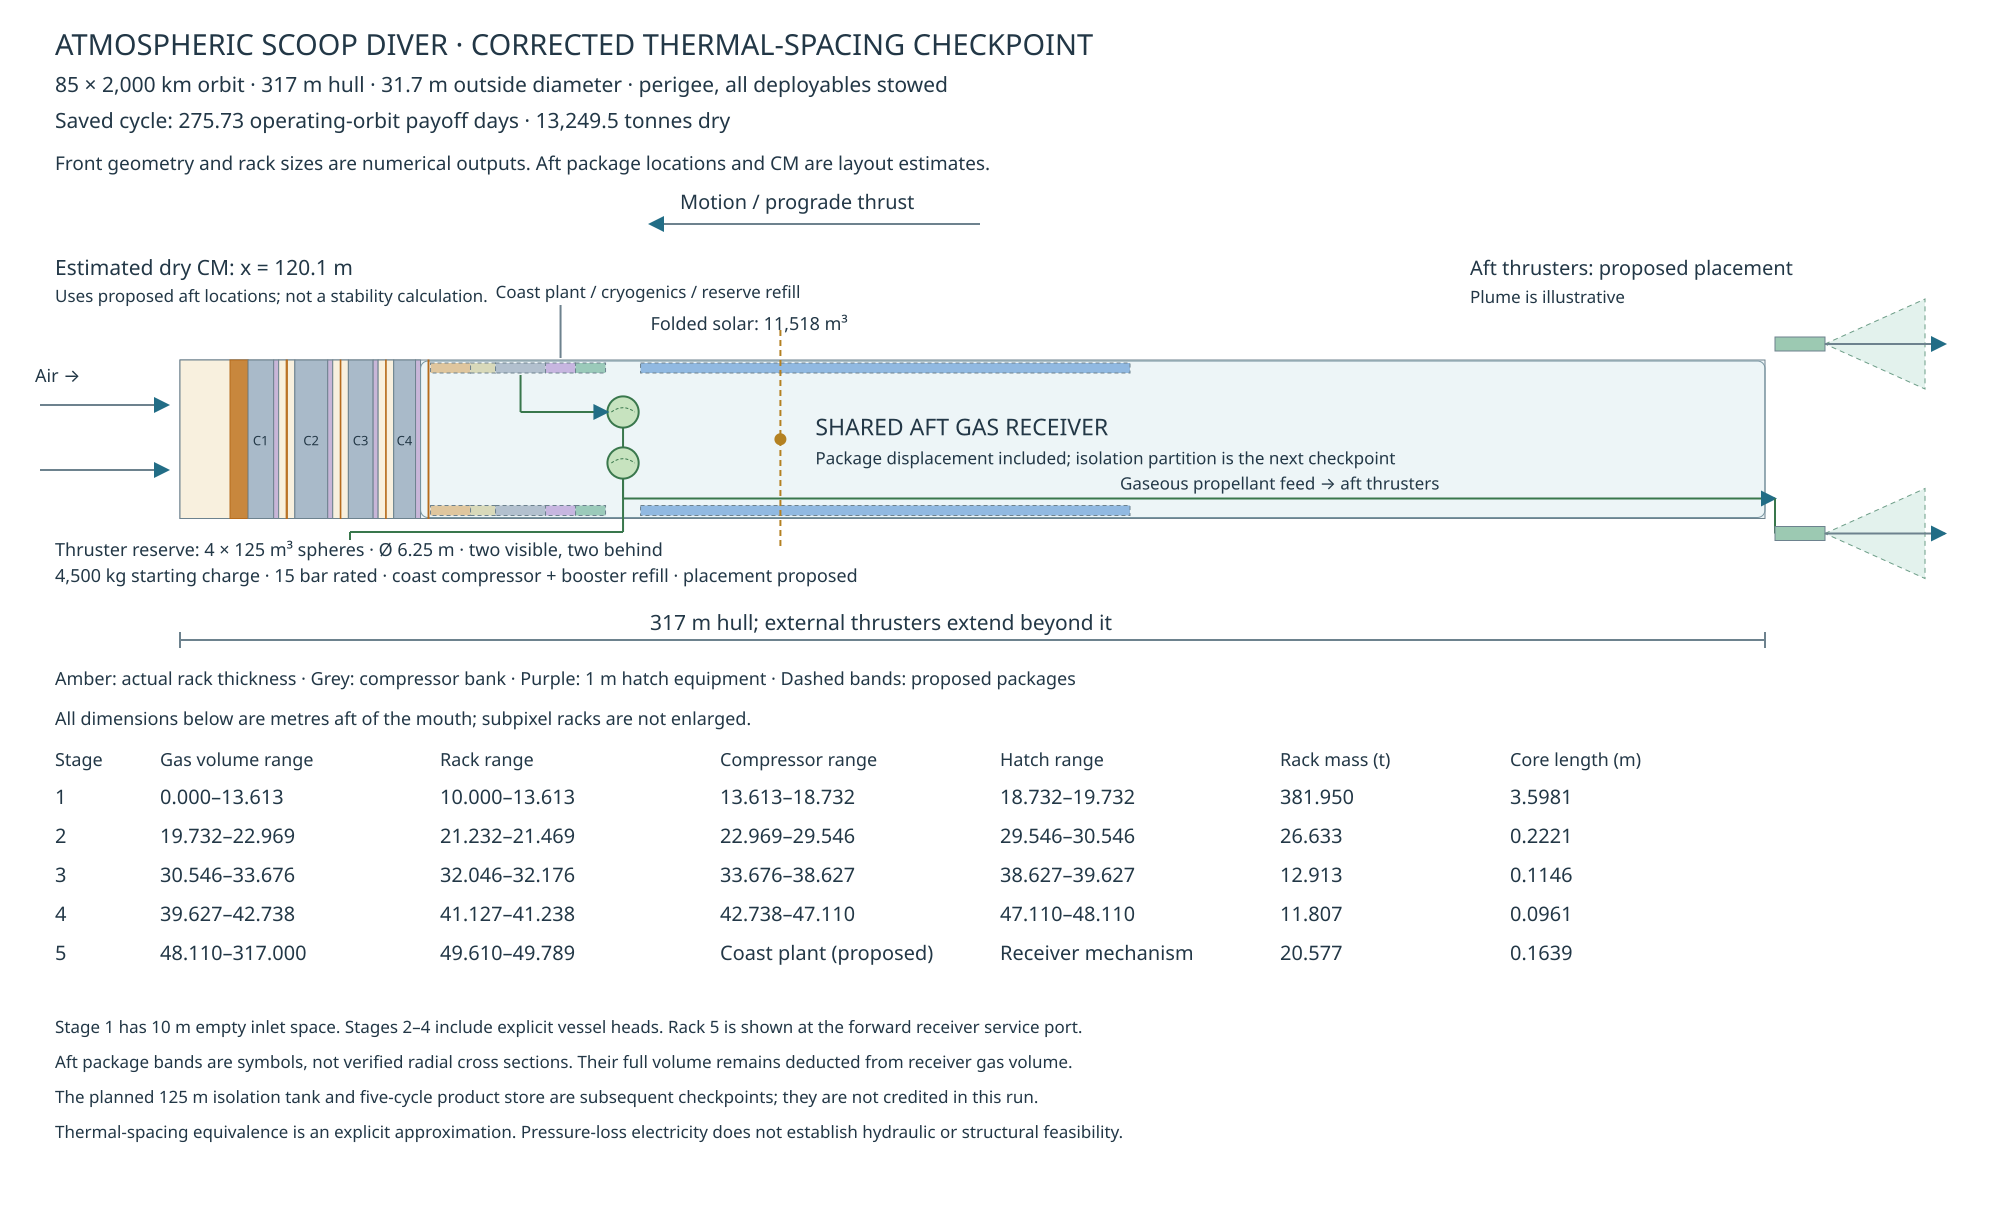 ATMOSPHERIC SCOOP DIVER · CORRECTED THERMAL-SPACING CHECKPOINT
85 × 2,000 km orbit · 317 m hull · 31.7 m outside diameter · perigee, all deployables stowed
Saved cycle: 275.73 operating-orbit payoff days · 13,249.5 tonnes dry
Front geometry and rack sizes are numerical outputs. Aft package locations and CM are layout estimates.
Motion / prograde thrust
Estimated dry CM: x = 120.1 m
Uses proposed aft locations; not a stability calculation.
Coast plant / cryogenics / reserve refill
Folded solar: 11,518 m³
Aft thrusters: proposed placement
Plume is illustrative
Air →
C1 C2 C3 C4
SHARED AFT GAS RECEIVER
Package displacement included; isolation partition is the next checkpoint
Gaseous propellant feed → aft thrusters
Thruster reserve: 4 × 125 m³ spheres · Ø 6.25 m · two visible, two behind
4,500 kg starting charge · 15 bar rated · coast compressor + booster refill · placement proposed
317 m hull; external thrusters extend beyond it
Amber: actual rack thickness · Grey: compressor bank · Purple: 1 m hatch equipment · Dashed bands: proposed packages
All dimensions below are metres aft of the mouth; subpixel racks are not enlarged.
Stage Gas volume range Rack range Compressor range Hatch range Rack mass (t) Core length (m)
1 0.000–13.613 10.000–13.613 13.613–18.732 18.732–19.732 381.950 3.5981
2 19.732–22.969 21.232–21.469 22.969–29.546 29.546–30.546 26.633 0.2221
3 30.546–33.676 32.046–32.176 33.676–38.627 38.627–39.627 12.913 0.1146
4 39.627–42.738 41.127–41.238 42.738–47.110 47.110–48.110 11.807 0.0961
5 48.110–317.000 49.610–49.789 Coast plant (proposed) Receiver mechanism 20.577 0.1639
Stage 1 has 10 m empty inlet space. Stages 2–4 include explicit vessel heads. Rack 5 is shown at the forward receiver service port.
Aft package bands are symbols, not verified radial cross sections. Their full volume remains deducted from receiver gas volume.
The planned 125 m isolation tank and five-cycle product store are subsequent checkpoints; they are not credited in this run.
Thermal-spacing equivalence is an explicit approximation. Pressure-loss electricity does not establish hydraulic or structural feasibility.